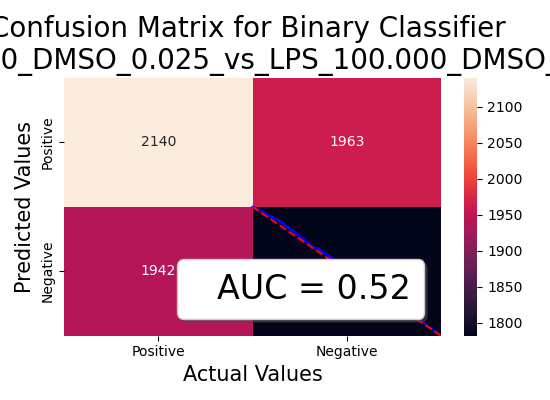 Confusion Matrix for Binary Classifier
0_DMSO_0.025_vs_LPS_100.000_DMSO_
Predicted Values
Positive
Negative
2140
1963
1942
AUC = 0.52
Positive
Negative
Actual Values
2100
2050
2000
1950
1900
1850
1800